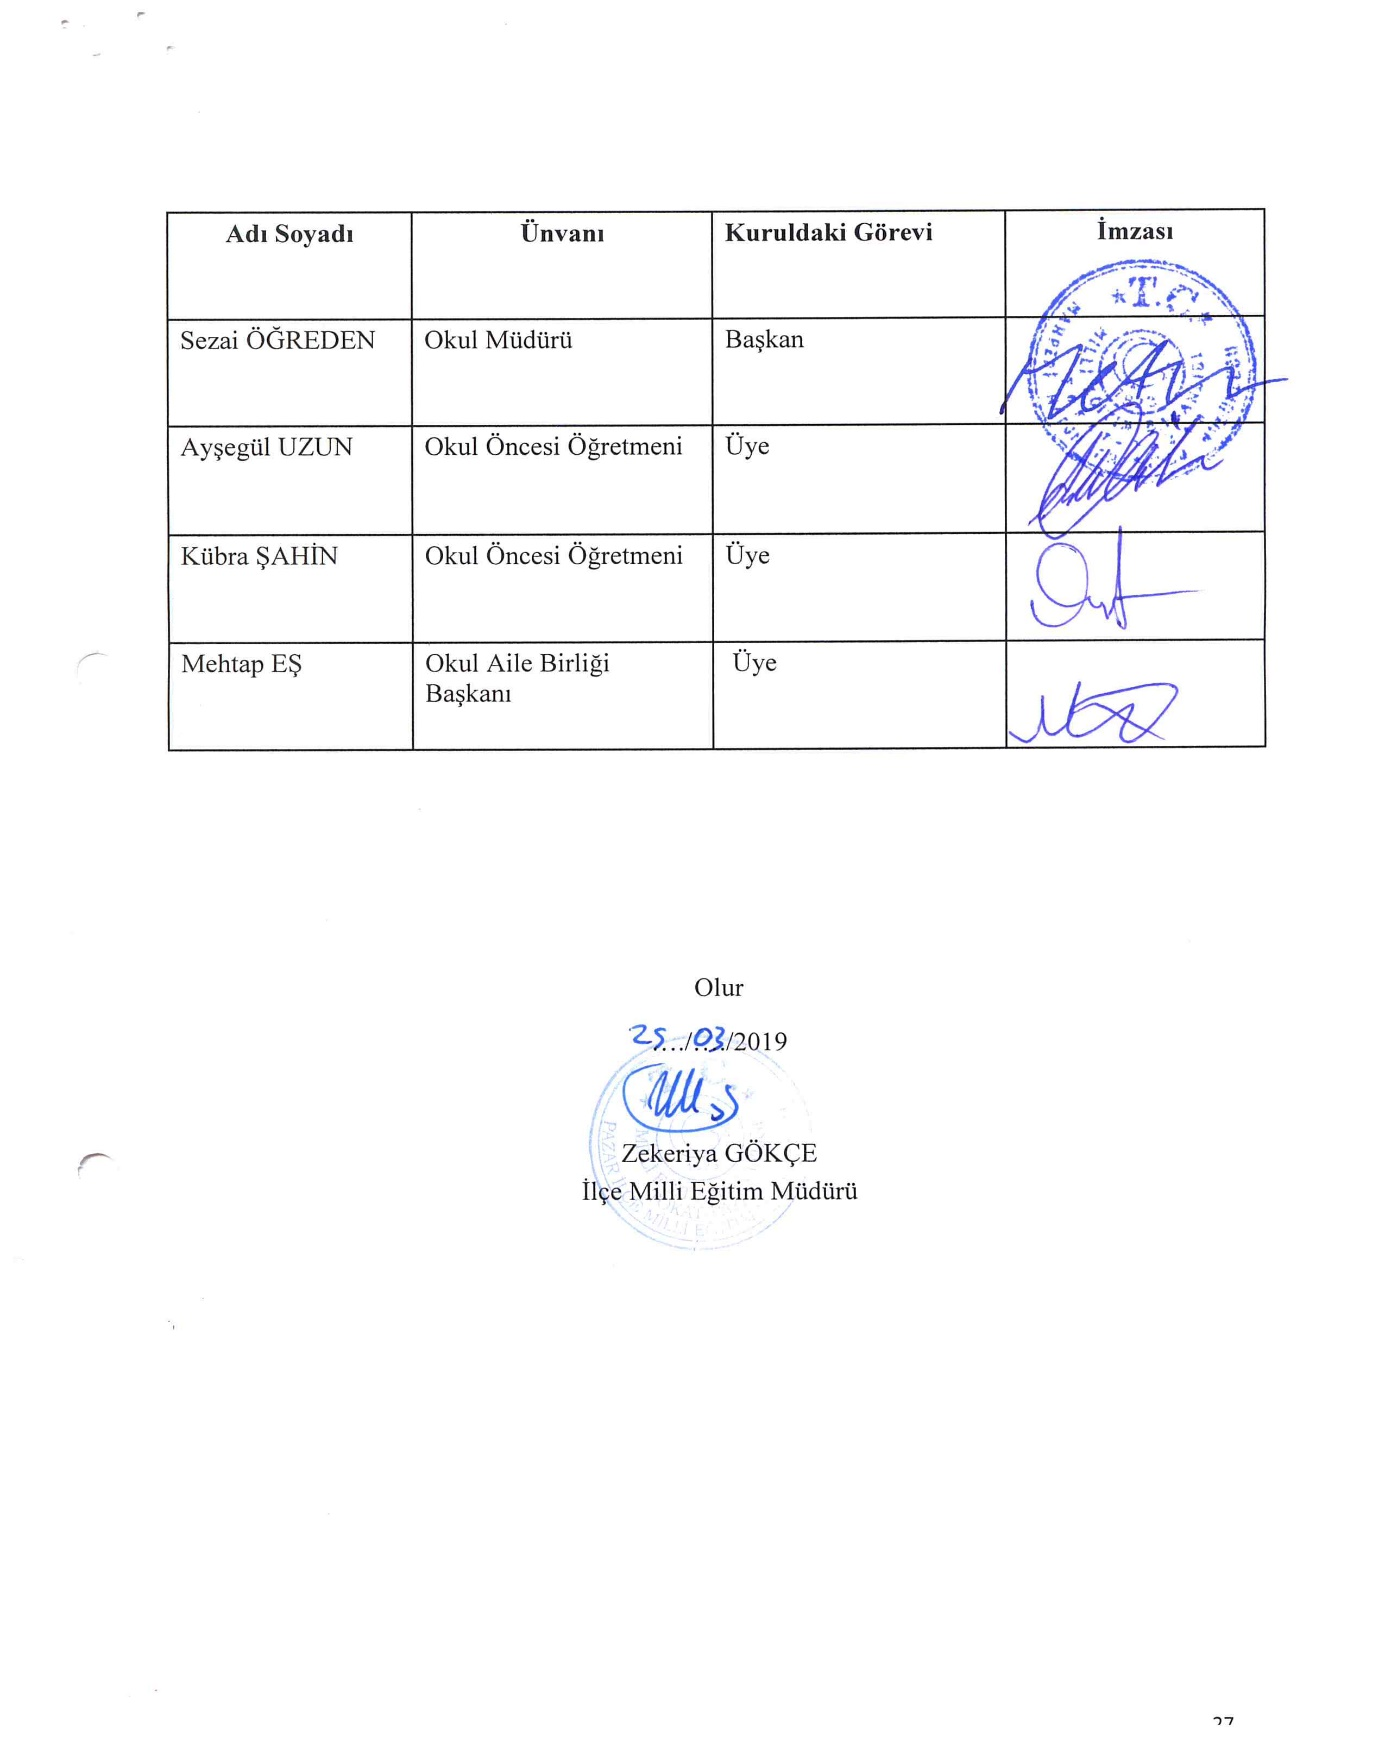 Adı Soyadı Ünvanı Kuruldaki Görevi İmzası
T.C.
Sezai ÖĞREDEN Okul Müdürü Başkan
Ayşegül UZUN Okul Öncesi Öğretmeni Üye
Kübra ŞAHİN Okul Öncesi Öğretmeni Üye
Mehtap EŞ Okul Aile Birliği Üye
Başkanı
Olur
25/03/2019
Zekeriya GÖKÇE
İlçe Milli Eğitim Müdürü
27